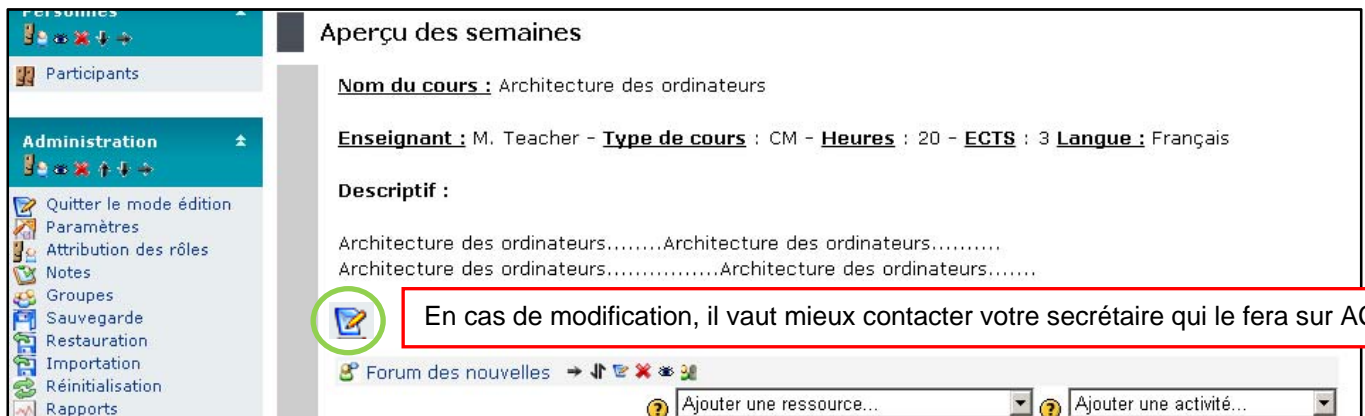 Personnes
Participants
Administration
Quitter le mode édition
Paramètres
Attribution des rôles
Notes
Groupes
Sauvegarde
Restauration
Importation
Réinitialisation
Rapports
Aperçu des semaines
Nom du cours : Architecture des ordinateurs
Enseignant : M. Teacher - Type de cours : CM - Heures : 20 - ECTS : 3 Langue : Français
Descriptif :
Architecture des ordinateurs........Architecture des ordinateurs..........
Architecture des ordinateurs................Architecture des ordinateurs.......
En cas de modification, il vaut mieux contacter votre secrétaire qui le fera sur
Forum des nouvelles
Ajouter une ressource... Ajouter une activité...